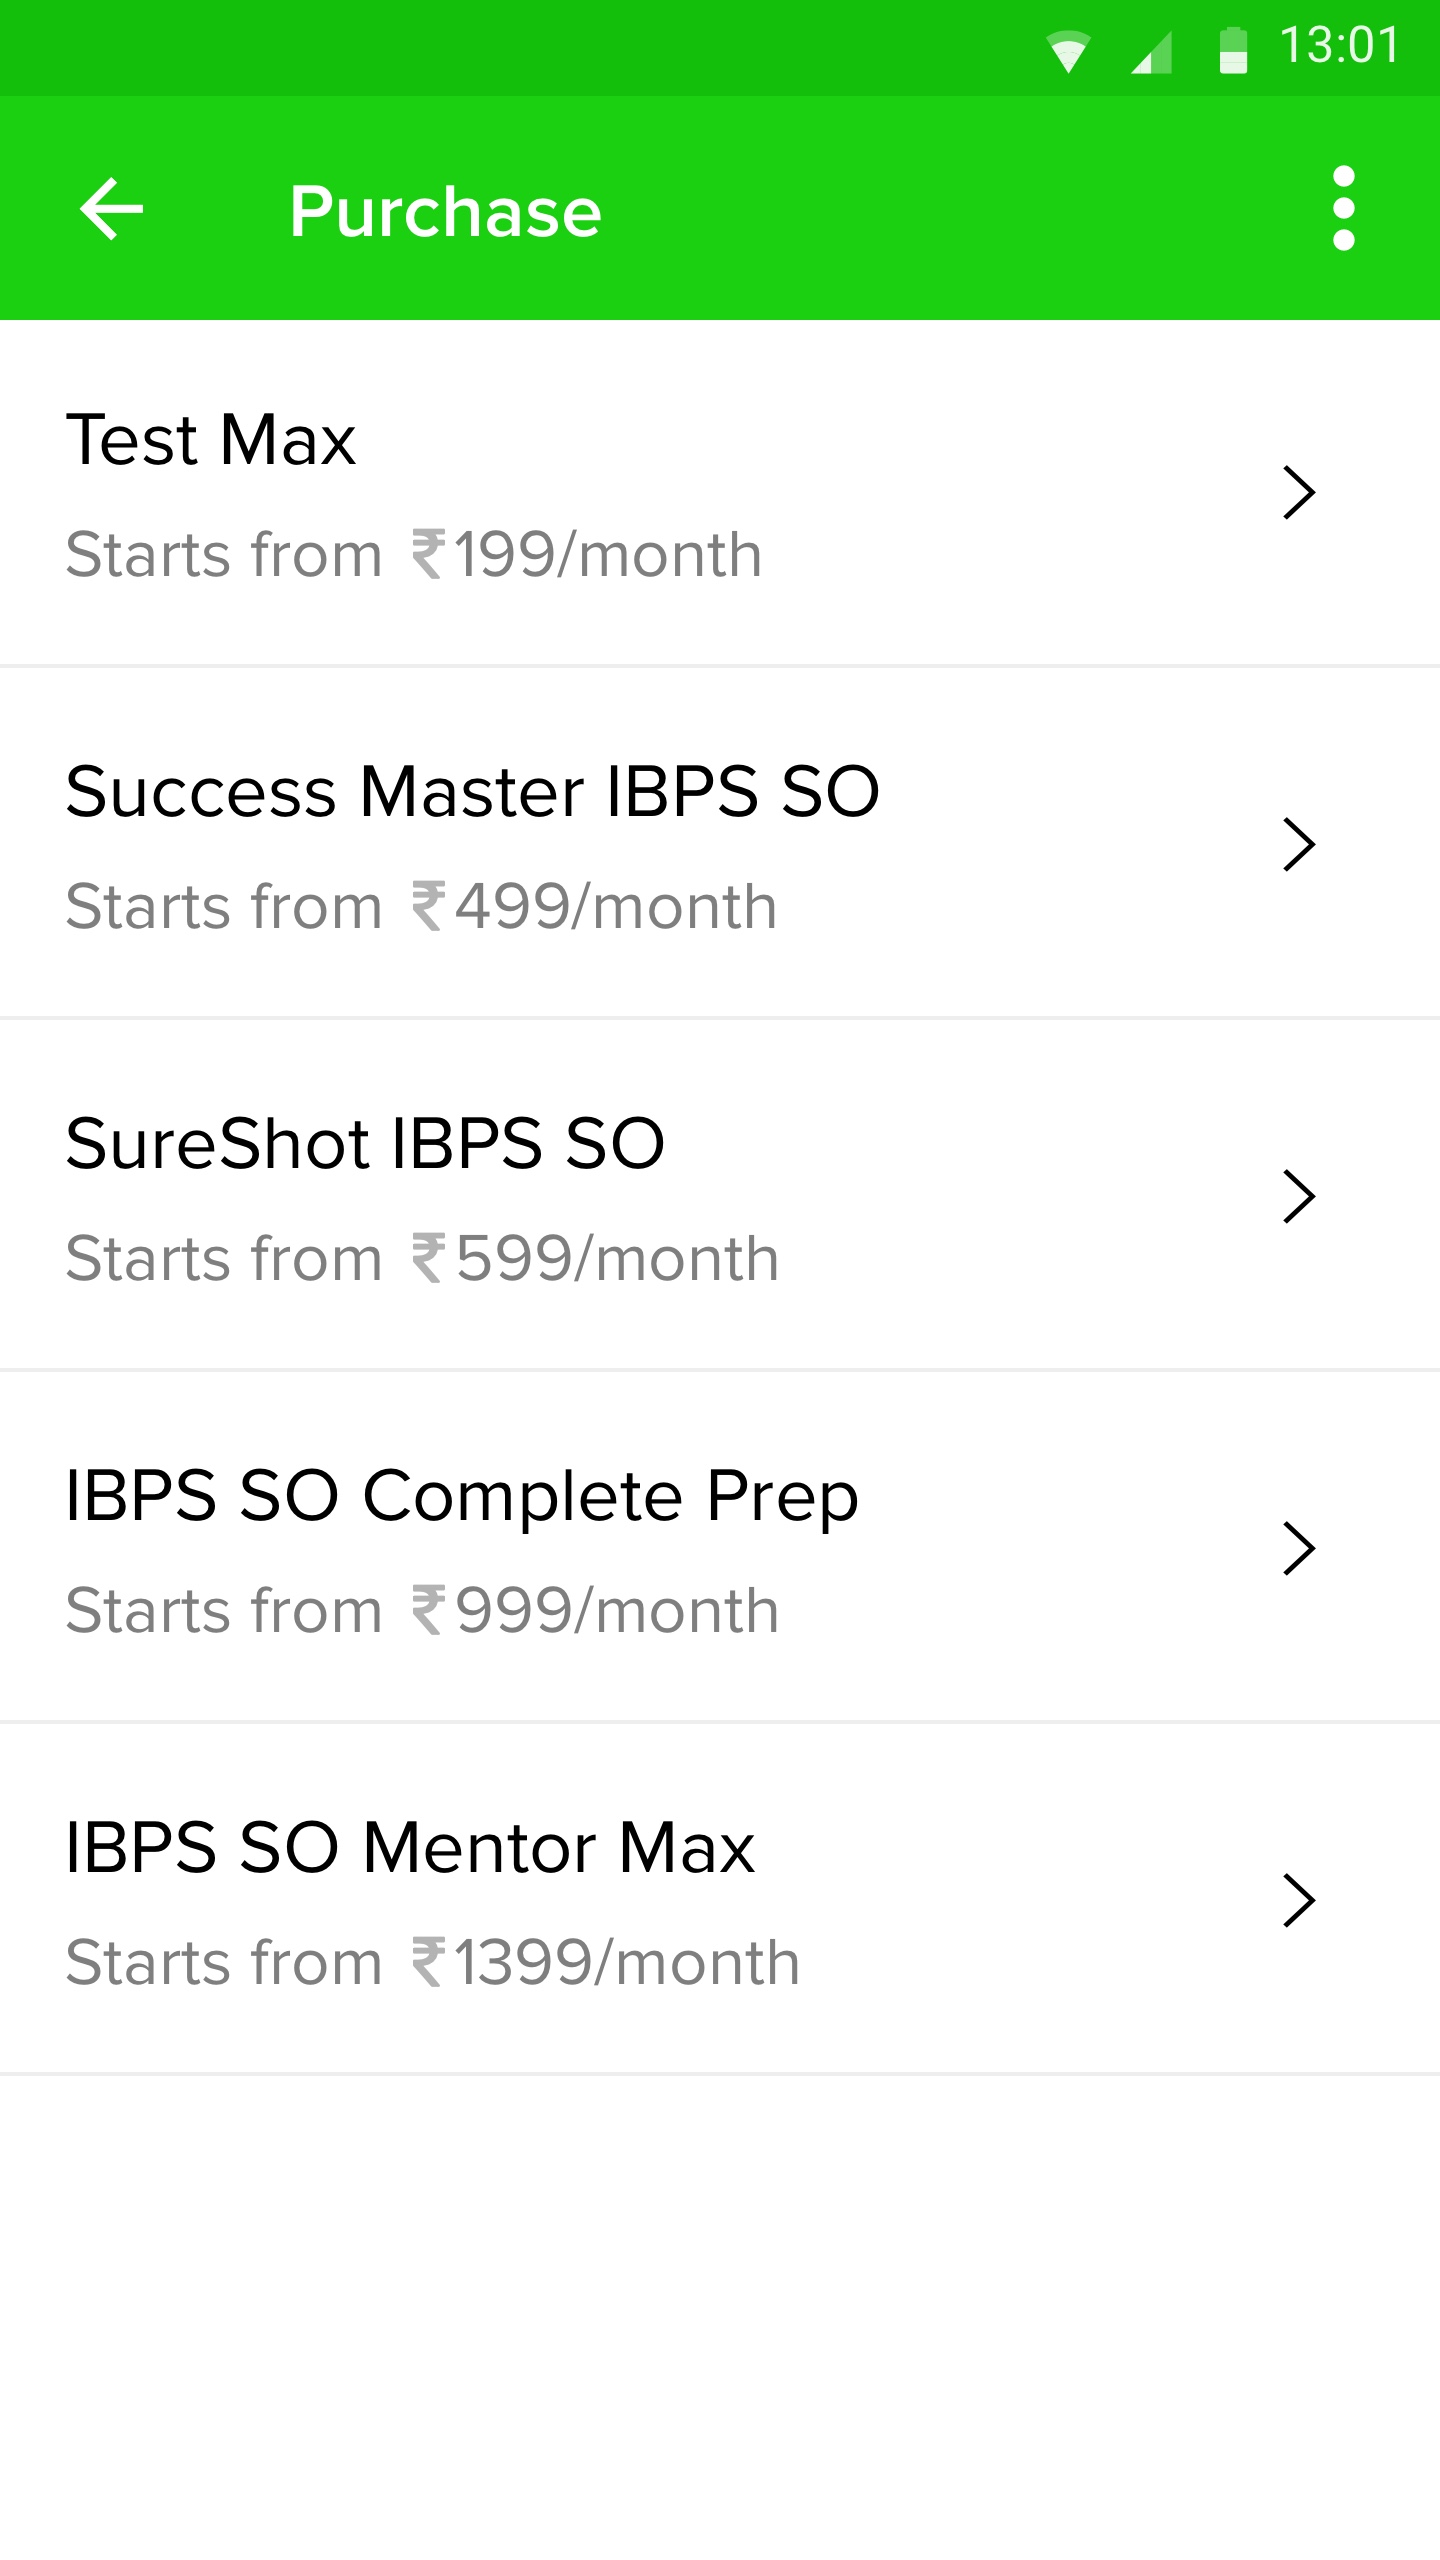 13:01
Purchase
Test Max
Starts from ₹199/month
Success Master IBPS SO
Starts from ₹499/month
SureShot IBPS SO
Starts from ₹599/month
IBPS SO Complete Prep
Starts from ₹999/month
IBPS SO Mentor Max
Starts from ₹1399/month